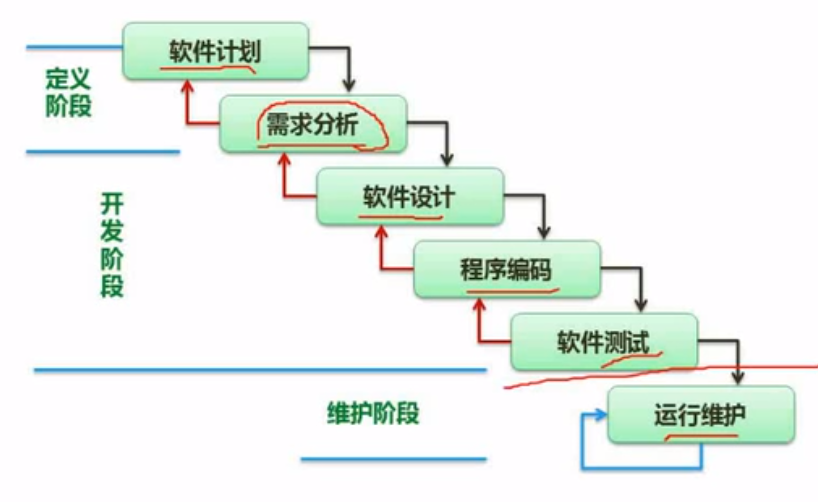 软件计划
定义
阶段
需求分析
开
发
阶
段
软件设计
程序编码
软件测试
维护阶段
运行维护